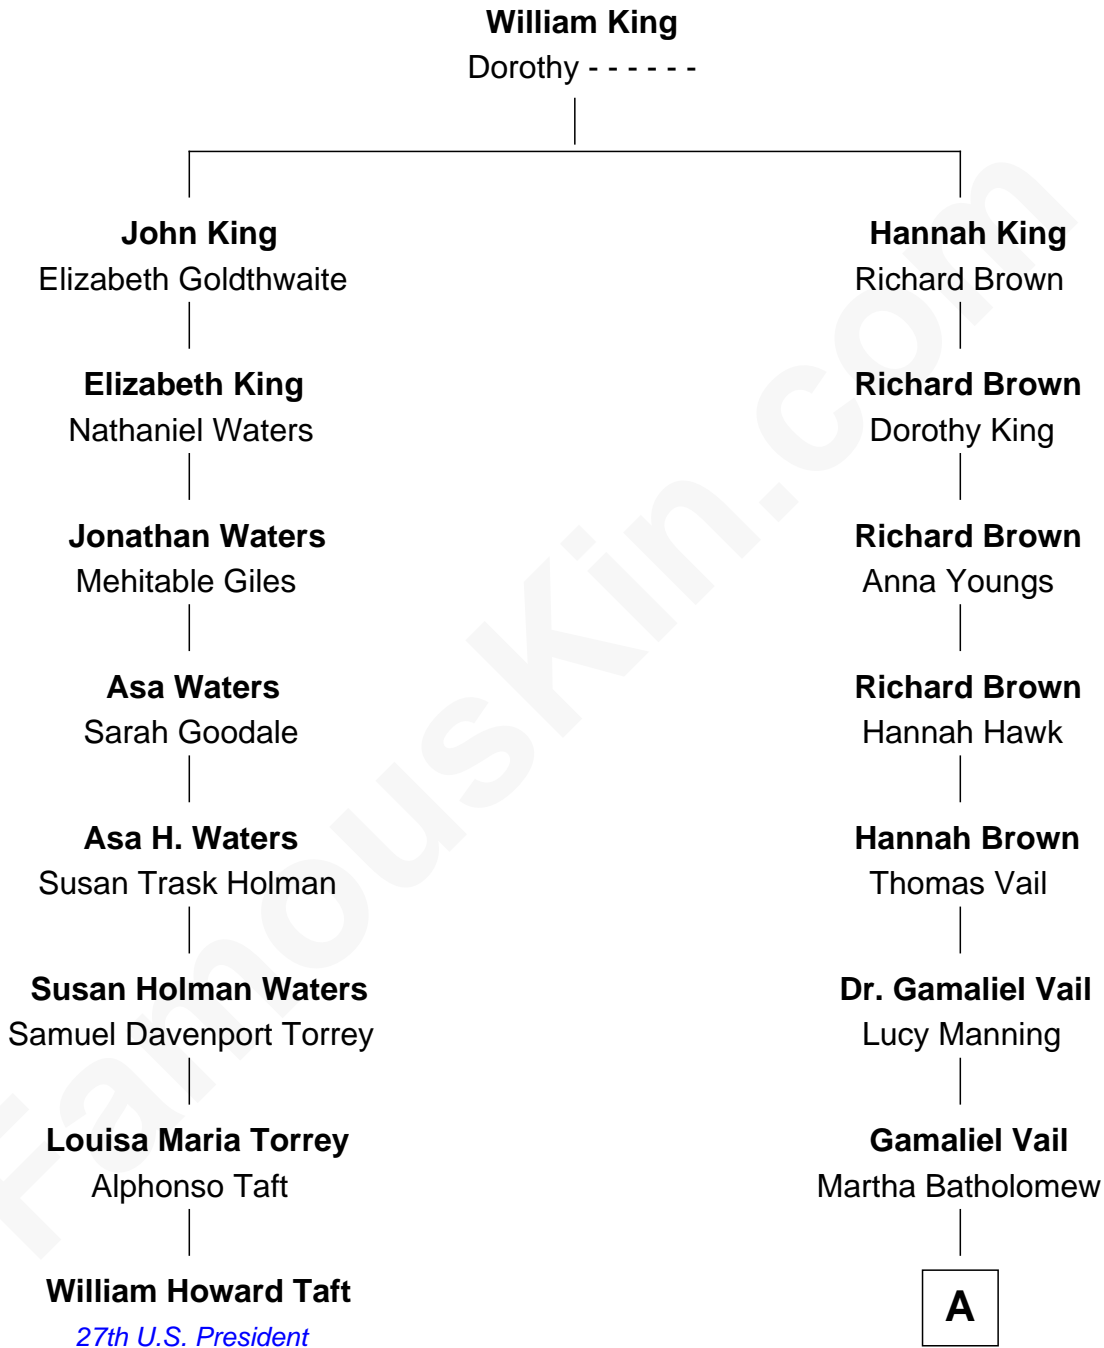 William King
Dorothy - - - - - -
John King
Elizabeth Goldthwaite
Hannah King
Richard Brown
Elizabeth King
Nathaniel Waters
Richard Brown
Dorothy King
Jonathan Waters
Mehitable Giles
Richard Brown
Anna Youngs
Asa Waters
Sarah Goodale
Richard Brown
Hannah Hawk
Asa H. Waters
Susan Trask Holman
Hannah Brown
Thomas Vail
Susan Holman Waters
Samuel Davenport Torrey
Dr. Gamaliel Vail
Lucy Manning
Louisa Maria Torrey
Alphonso Taft
Gamaliel Vail
Martha Batholomew
William Howard Taft
27th U.S. President
A
FamousKin.com